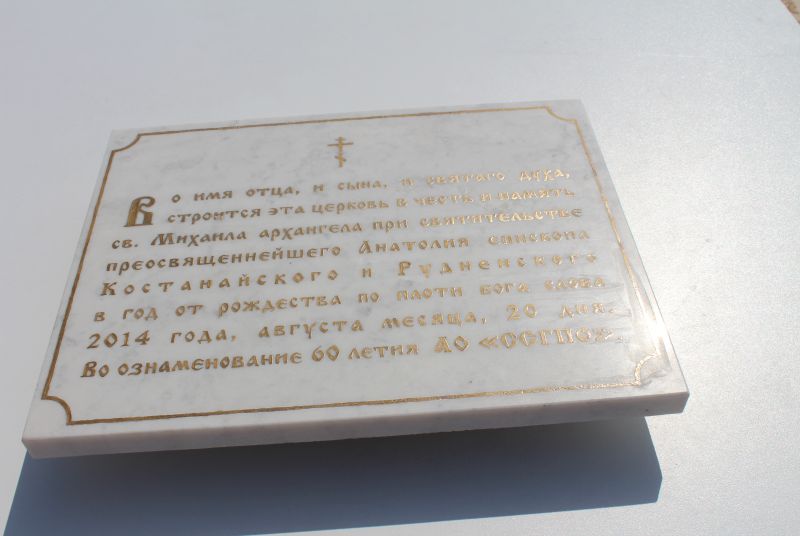 Во имя отца, и сына, и святаго духа,
строится эта церковь в честь и память
св. Михаила архангела при святительстве
преосвященнейшего Анатолия епископа
Костанайского и Рудненского
в год от рождества по плоти бога слова
2014 года, августа месяца, 20 дня.
Во ознаменование 60 летия АО «ССГПО».